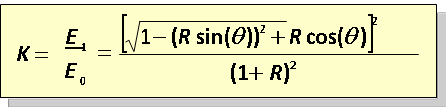 K = E₁ / E₀ = [√(1−(R sin(θ))² + R cos(θ)]² / (1+R)²